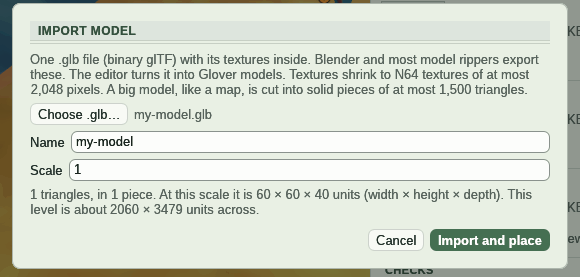 IMPORT MODEL
One .glb file (binary glTF) with its textures inside. Blender and most model rippers export
these. The editor turns it into Glover models. Textures shrink to N64 textures of at most
2,048 pixels. A big model, like a map, is cut into solid pieces of at most 1,500 triangles.
Choose .glb... my-model.glb
Name my-model
Scale 1
1 triangles, in 1 piece. At this scale it is 60 × 60 × 40 units (width × height × depth). This
level is about 2060 × 3479 units across.
Cancel Import and place
CHECKS